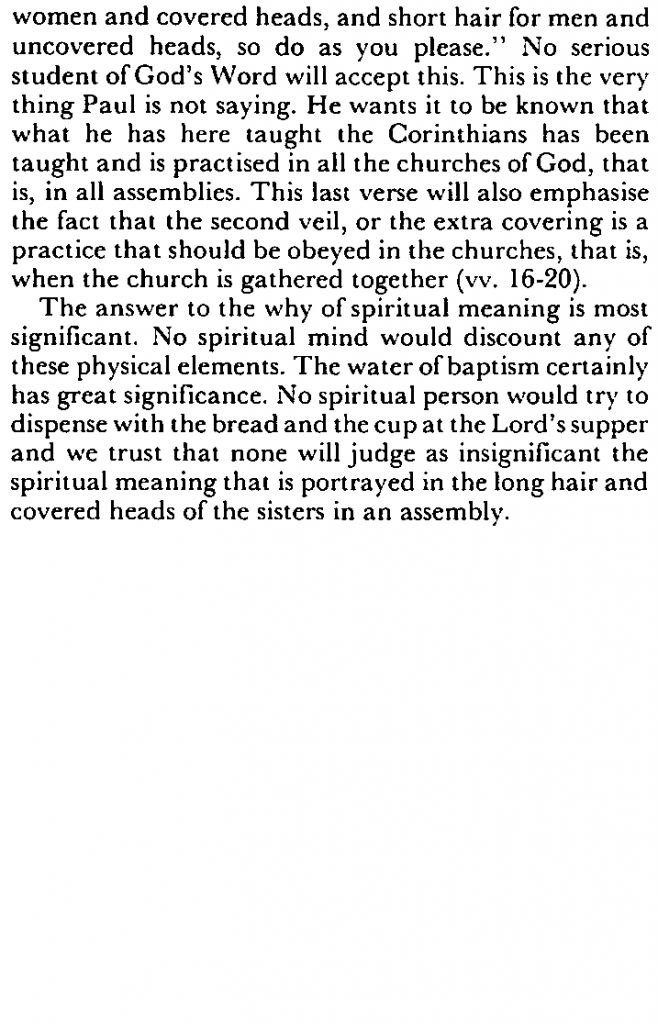 women and covered heads, and short hair for men and
uncovered heads, so do as you please.'' No serious
student of God's Word will accept this. This is the very
thing Paul is not saying. He wants it to be known that
what he has here taught the Corinthians has been
taught and is practised in all the churches of God, that
is, in all assemblies. This last verse will also emphasise
the fact that the second veil, or the extra covering is a
practice that should be obeyed in the churches, that is,
when the church is gathered together (vv. 16-20).
The answer to the why of spiritual meaning is most
significant. No spiritual mind would discount any of
these physical elements. The water of baptism certainly
has great significance. No spiritual person would try to
dispense with the bread and the cup at the Lord's supper
and we trust that none will judge as insignificant the
spiritual meaning that is portrayed in the long hair and
covered heads of the sisters in an assembly.